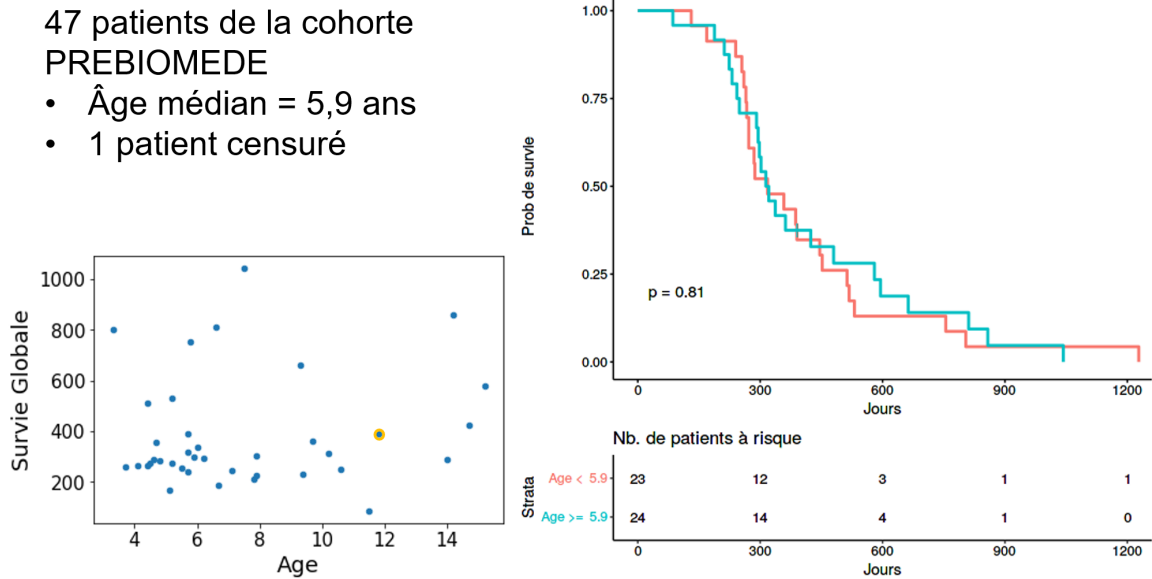 47 patients de la cohorte
PREBIOMEDE
• Âge médian = 5,9 ans
• 1 patient censuré
Survie Globale
1000
800
600
400
200
4 6 8 10 12 14
Age
Prob de survie
1.00
0.75
0.50
0.25
0.00
p = 0.81
0 300 600 900 1200
Jours
Nb. de patients à risque
Strata
Age < 5.9 23 12 3 1 1
Age >= 5.9 24 14 4 1 0
0 300 600 900 1200
Jours